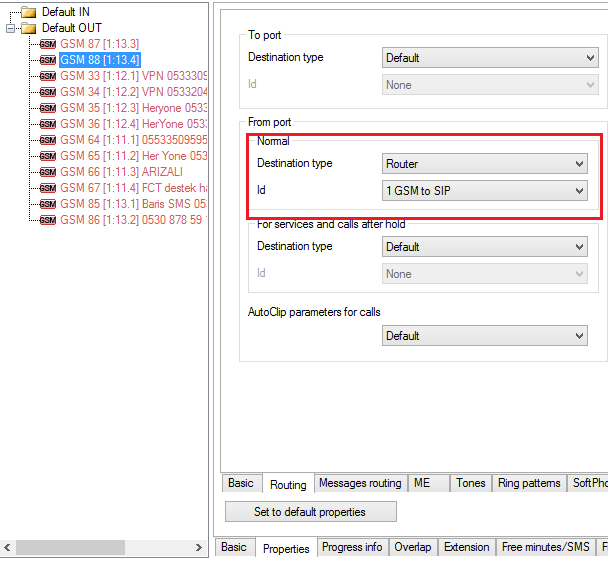 Default IN
Default OUT
GSM GSM 87 [1:13.3]
GSM GSM 88 [1:13.4]
GSM GSM 33 [1:12.1] VPN 0533309
GSM GSM 34 [1:12.2] VPN 0533204
GSM GSM 35 [1:12.3] Heryone 053
GSM GSM 36 [1:12.4] HerYone 053
GSM GSM 64 [1:11.1] 05533509595
GSM GSM 65 [1:11.2] Her Yone 053
GSM GSM 66 [1:11.3] ARIZALI
GSM GSM 67 [1:11.4] FCT destek ha
GSM GSM 85 [1:13.1] Baris SMS 05
GSM GSM 86 [1:13.2] 0530 878 59 1
To port
Destination type Default
Id None
From port
Normal
Destination type Router
Id 1 GSM to SIP
For services and calls after hold
Destination type Default
Id None
AutoClip parameters for calls
Default
Basic Routing Messages routing ME Tones Ring patterns SoftPho
Set to default properties
Basic Properties Progress info Overlap Extension Free minutes/SMS F